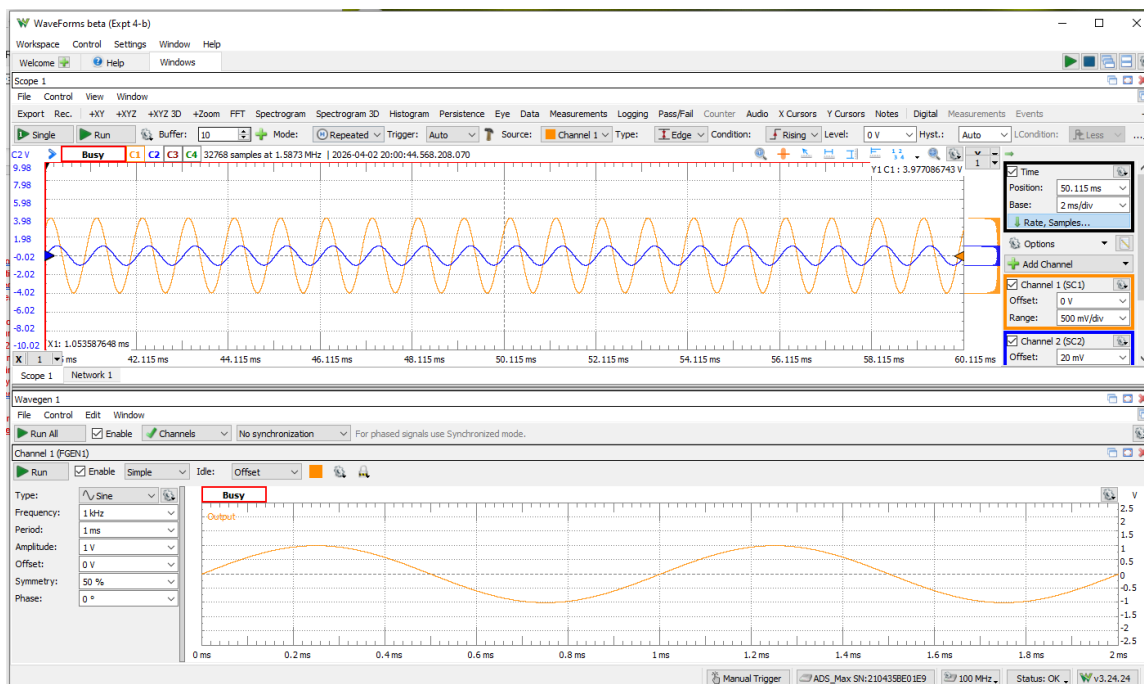 WaveForms beta (Expt 4-b)
Workspace Control Settings Window Help
Welcome Help Windows
Scope 1
File Control View Window
Export Rec. +XY +XYZ +XYZ 3D +Zoom FFT Spectrogram Spectrogram 3D Histogram Persistence Eye Data Measurements Logging Pass/Fail Counter Audio X Cursors Y Cursors Notes Digital Measurements Events
Single Run Buffer: 10 Mode: Repeated Trigger: Auto Source: Channel 1 Type: Edge Condition: Rising Level: 0 V Hyst.: Auto LCondition: Less ...
C2 V Busy C1 C2 C3 C4 32768 samples at 1.5873 MHz | 2026-04-02 20:00:44.568.208.070
Y1 C1 : 3.977086743 V
1
9.98
7.98
5.98
3.98
1.98
-0.02
-2.02
-4.02
-6.02
-8.02
-10.02
X1: 1.053587648 ms
X 1 ms 42.115 ms 44.115 ms 46.115 ms 48.115 ms 50.115 ms 52.115 ms 54.115 ms 56.115 ms 58.115 ms 60.115 ms
Time
Position: 50.115 ms
Base: 2 ms/div
Rate, Samples...
Options
Add Channel
Channel 1 (SC1)
Offset: 0 V
Range: 500 mV/div
Channel 2 (SC2)
Offset: 20 mV
Scope 1 Network 1
Wavegen 1
File Control Edit Window
Run All Enable Channels No synchronization For phased signals use Synchronized mode.
Channel 1 (FGEN1)
Run Enable Simple Idle: Offset
Type: Sine
Frequency: 1 kHz
Period: 1 ms
Amplitude: 1 V
Offset: 0 V
Symmetry: 50 %
Phase: 0 °
Busy V
Output
2.5
2
1.5
1
0.5
0
-0.5
-1
-1.5
-2
-2.5
0 ms 0.2 ms 0.4 ms 0.6 ms 0.8 ms 1 ms 1.2 ms 1.4 ms 1.6 ms 1.8 ms 2 ms
Manual Trigger ADS_Max SN:210435BE01E9 100 MHz Status: OK v3.24.24